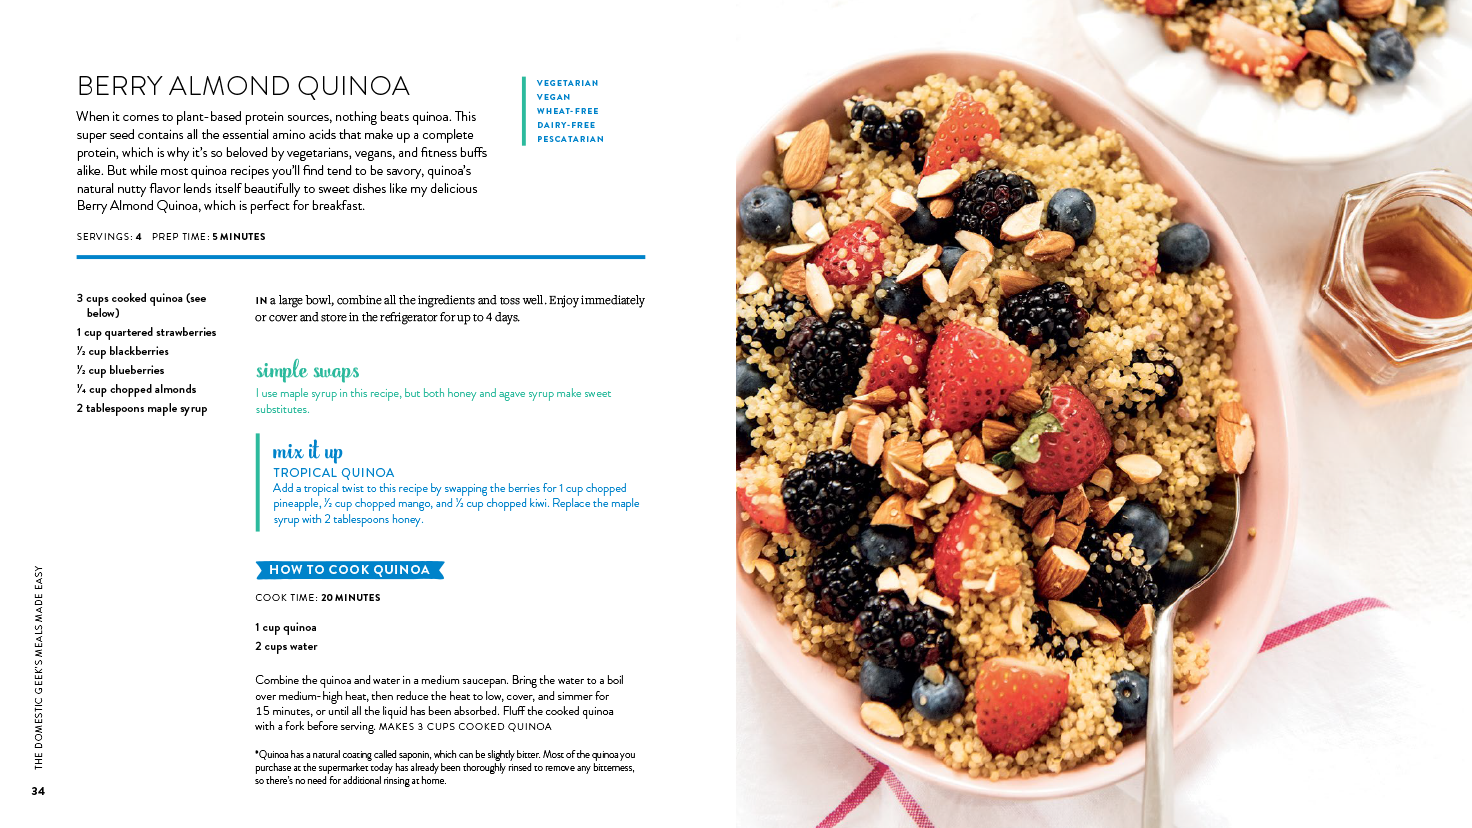 BERRY ALMOND QUINOA
When it comes to plant-based protein sources, nothing beats quinoa. This
super seed contains all the essential amino acids that make up a complete
protein, which is why it's so beloved by vegetarians, vegans, and fitness buffs
alike. But while most quinoa recipes you'll find tend to be savory, quinoa's
natural nutty flavor lends itself beautifully to sweet dishes like my delicious
Berry Almond Quinoa, which is perfect for breakfast.
VEGETARIAN
VEGAN
WHEAT-FREE
DAIRY-FREE
PESCATARIAN
SERVINGS: 4 PREP TIME: 5 MINUTES
3 cups cooked quinoa (see
below)
1 cup quartered strawberries
½ cup blackberries
½ cup blueberries
¼ cup chopped almonds
2 tablespoons maple syrup
IN a large bowl, combine all the ingredients and toss well. Enjoy immediately
or cover and store in the refrigerator for up to 4 days.
simple swaps
I use maple syrup in this recipe, but both honey and agave syrup make sweet
substitutes.
mix it up
TROPICAL QUINOA
Add a tropical twist to this recipe by swapping the berries for 1 cup chopped
pineapple, ½ cup chopped mango, and ½ cup chopped kiwi. Replace the maple
syrup with 2 tablespoons honey.
HOW TO COOK QUINOA
COOK TIME: 20 MINUTES
1 cup quinoa
2 cups water
Combine the quinoa and water in a medium saucepan. Bring the water to a boil
over medium-high heat, then reduce the heat to low, cover, and simmer for
15 minutes, or until all the liquid has been absorbed. Fluff the cooked quinoa
with a fork before serving. MAKES 3 CUPS COOKED QUINOA
*Quinoa has a natural coating called saponin, which can be slightly bitter. Most of the quinoa you
purchase at the supermarket today has already been thoroughly rinsed to remove any bitterness,
so there's no need for additional rinsing at home.
THE DOMESTIC GEEK'S MEALS MADE EASY
34